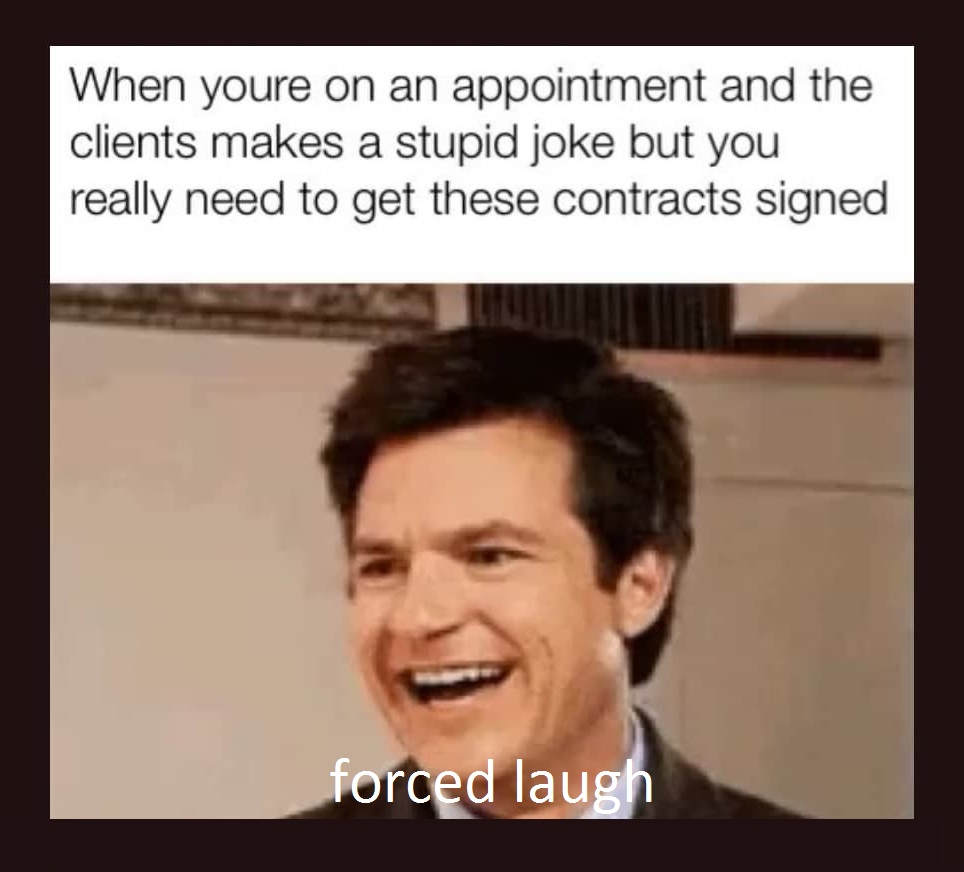 When youre on an appointment and the
clients makes a stupid joke but you
really need to get these contracts signed
forced laugh